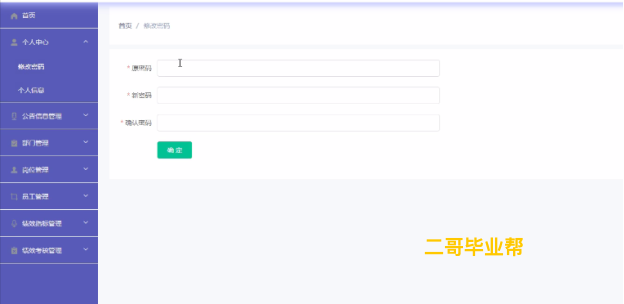 首页
个人中心
修改密码
个人信息
公告信息管理
部门管理
岗位管理
员工管理
绩效指标管理
绩效考核管理
首页 / 修改密码
* 原密码
* 新密码
* 确认密码
确定
二哥毕业帮